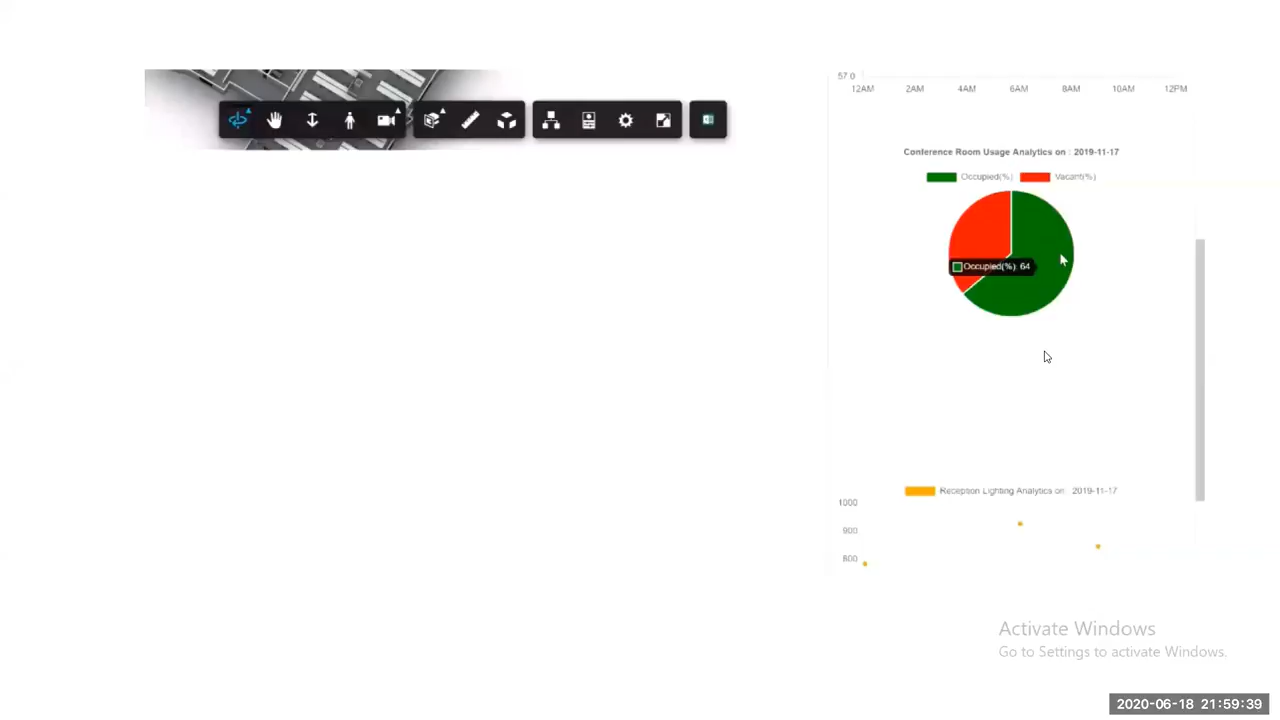 57.0
12AM 2AM 4AM 6AM 8AM 10AM 12PM
Conference Room Usage Analytics on : 2019-11-17
Occupied(%) Vacant(%)
Occupied(%): 64
Reception Lighting Analytics on: 2019-11-17
1000
900
800
Activate Windows
Go to Settings to activate Windows.
2020-06-18 21:59:39